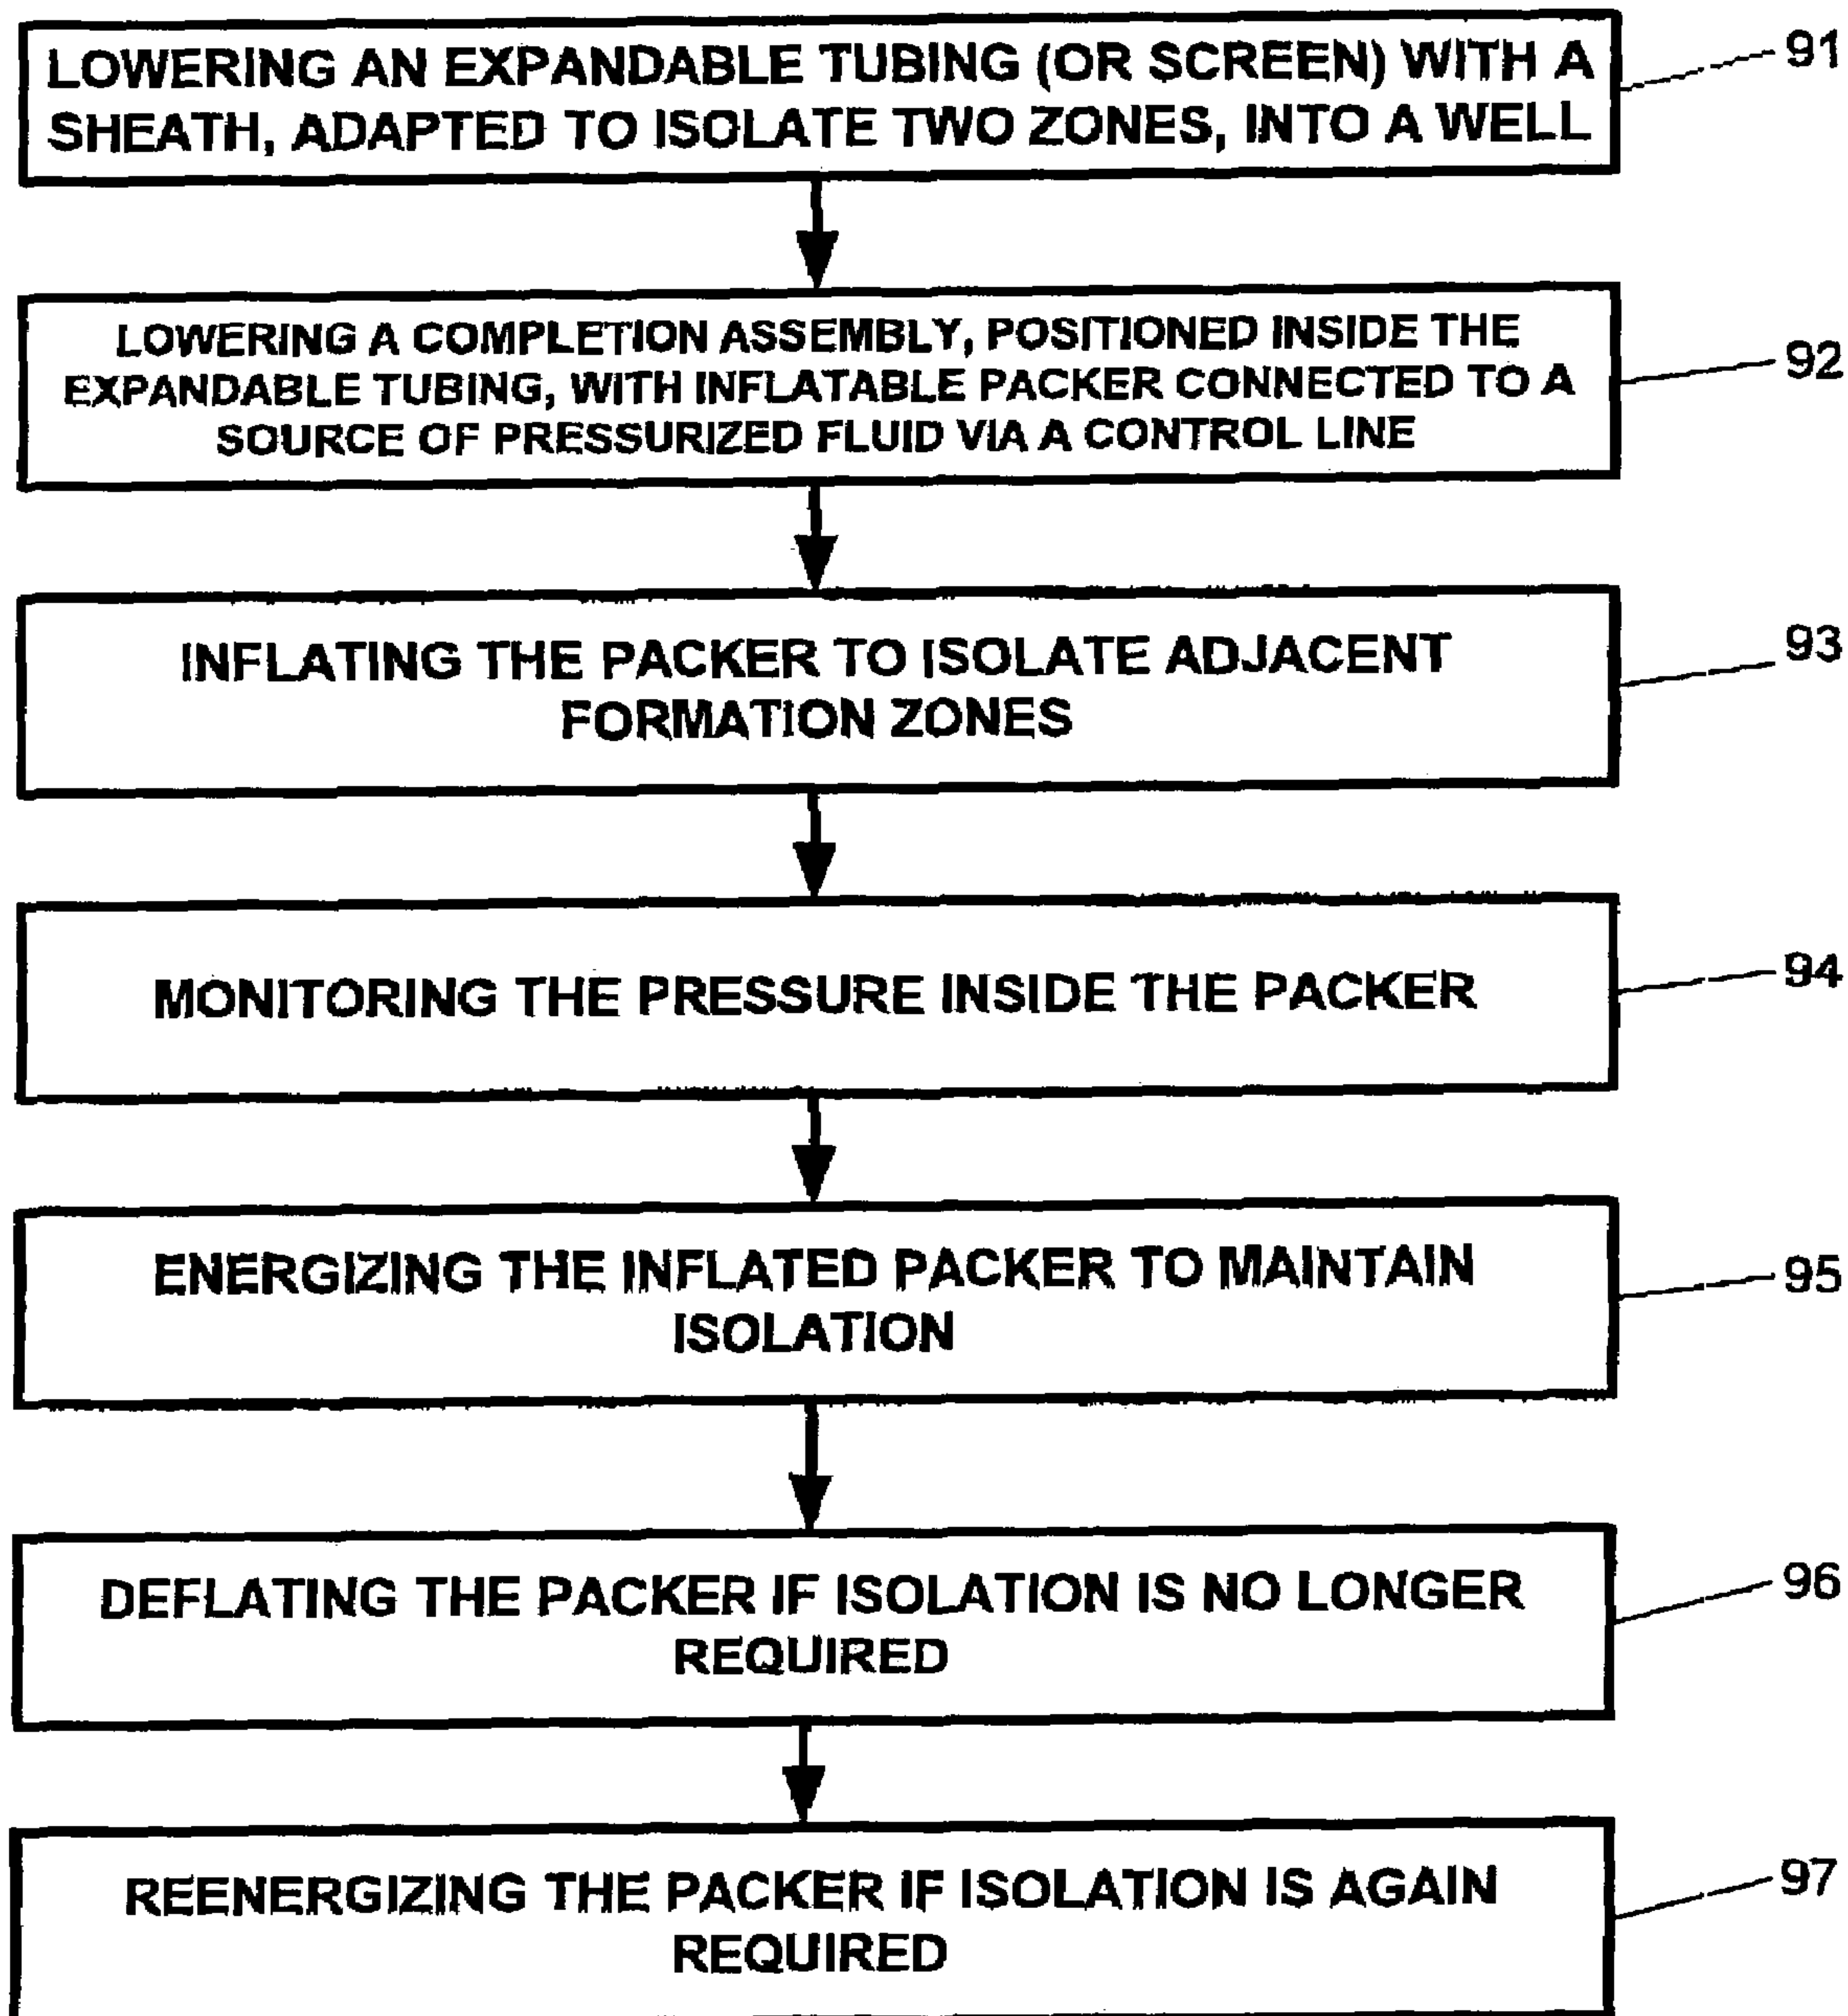 LOWERING AN EXPANDABLE TUBING (OR SCREEN) WITH A
SHEATH, ADAPTED TO ISOLATE TWO ZONES, INTO A WELL
91
LOWERING A COMPLETION ASSEMBLY, POSITIONED INSIDE THE
EXPANDABLE TUBING, WITH INFLATABLE PACKER CONNECTED TO A
SOURCE OF PRESSURIZED FLUID VIA A CONTROL LINE
92
INFLATING THE PACKER TO ISOLATE ADJACENT
FORMATION ZONES
93
MONITORING THE PRESSURE INSIDE THE PACKER
94
ENERGIZING THE INFLATED PACKER TO MAINTAIN
ISOLATION
95
DEFLATING THE PACKER IF ISOLATION IS NO LONGER
REQUIRED
96
REENERGIZING THE PACKER IF ISOLATION IS AGAIN
REQUIRED
97